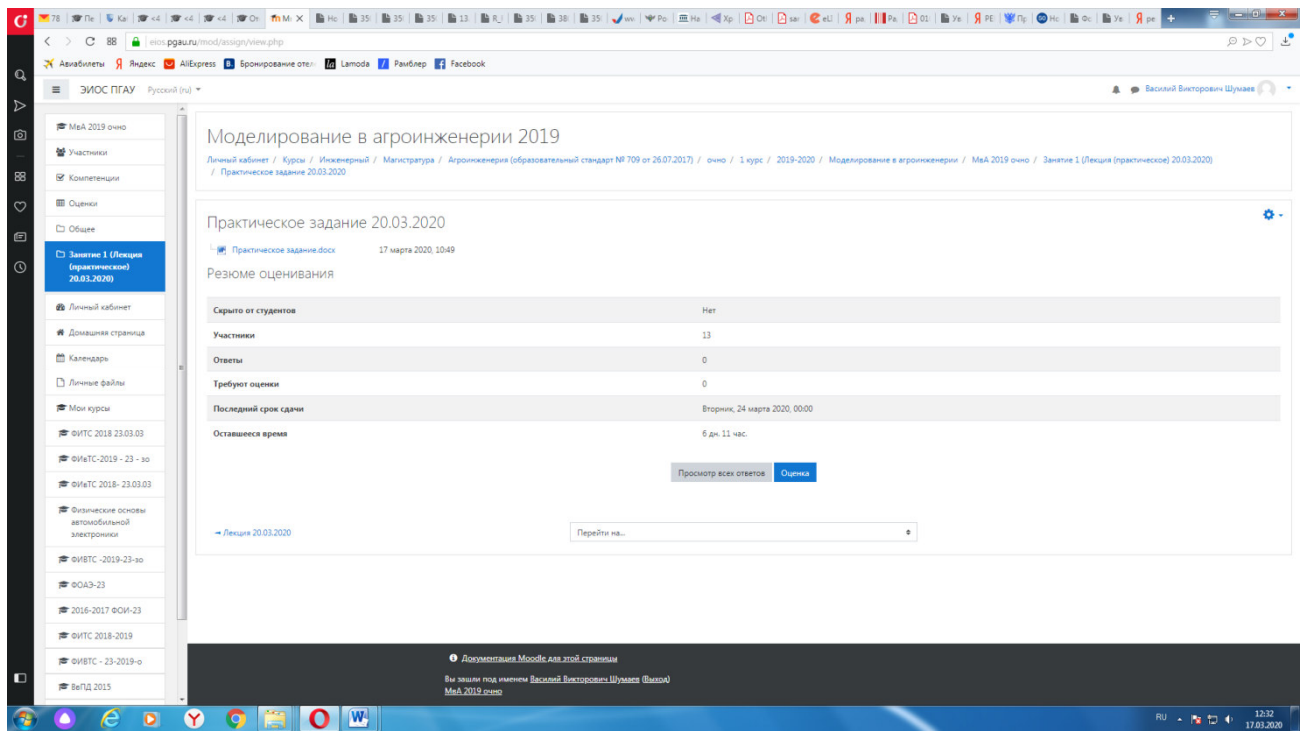 eios.pgau.ru/mod/assign/view.php
Авиабилеты Яндекс AliExpress Бронирование отел Lamoda Рамблер Facebook
ЭИОС ПГАУ Русский (ru) Василий Викторович Шумаев
МвА 2019 очно
Участники
Компетенции
Оценки
Общее
Занятие 1 (Лекция
(практическое)
20.03.2020)
Личный кабинет
Домашняя страница
Календарь
Личные файлы
Мои курсы
ФИТС 2018 23.03.03
ФИвТС-2019 - 23 - зо
ФИвТС 2018- 23.03.03
Физические основы
автомобильной
электроники
ФИВТС -2019-23-зо
ФОАЭ-23
2016-2017 ФОИ-23
ФИТС 2018-2019
ФИВТС - 23-2019-о
ВвПД 2015
Моделирование в агроинженерии 2019
Личный кабинет / Курсы / Инженерный / Магистратура / Агроинженерия (образовательный стандарт № 709 от 26.07.2017) / очно / 1 курс / 2019-2020 / Моделирование в агроинженерии / МвА 2019 очно / Занятие 1 (Лекция (практическое) 20.03.2020)
/ Практическое задание 20.03.2020
Практическое задание 20.03.2020
Практическое задание.docx 17 марта 2020, 10:49
Резюме оценивания
Скрыто от студентов Нет
Участники 13
Ответы 0
Требуют оценки 0
Последний срок сдачи Вторник, 24 марта 2020, 00:00
Оставшееся время 6 дн. 11 час.
Просмотр всех ответов Оценка
→ Лекция 20.03.2020 Перейти на...
Документация Moodle для этой страницы
Вы зашли под именем Василий Викторович Шумаев (Выход)
МвА 2019 очно
RU 12:32
17.03.2020